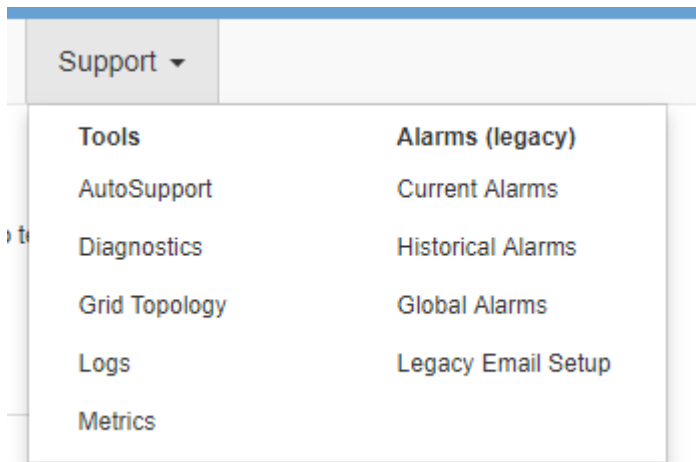 Support
Tools
AutoSupport
Diagnostics
Grid Topology
Logs
Metrics
Alarms (legacy)
Current Alarms
Historical Alarms
Global Alarms
Legacy Email Setup